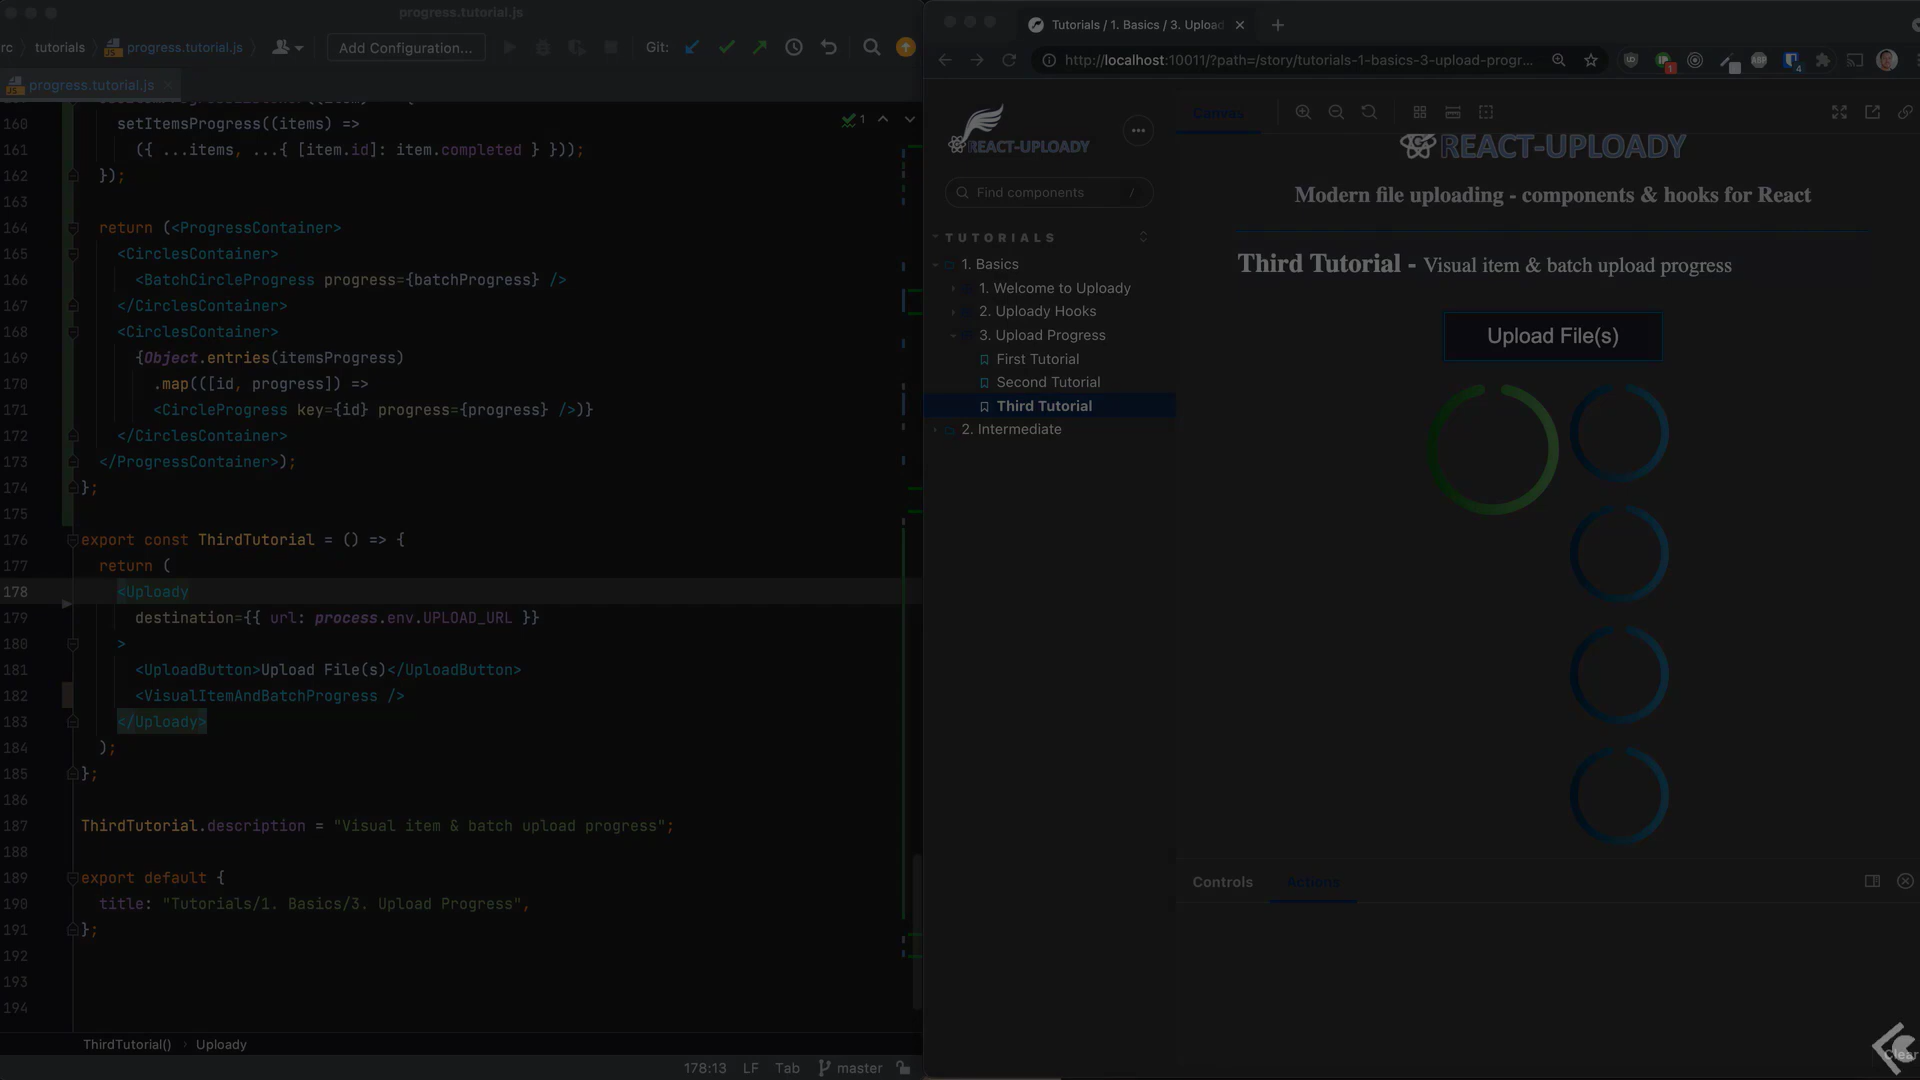 progress.tutorial.js
rc
tutorials
progress.tutorial.js
Add Configuration...
Git:
progress.tutorial.js
1
160 setItemsProgress((items) =>
161 ({ ...items, ...{ [item.id]: item.completed } }));
162 });
163
164 return (<ProgressContainer>
165 <CirclesContainer>
166 <BatchCircleProgress progress={batchProgress} />
167 </CirclesContainer>
168 <CirclesContainer>
169 {Object.entries(itemsProgress)
170 .map(([id, progress]) =>
171 <CircleProgress key={id} progress={progress} />)}
172 </CirclesContainer>
173 </ProgressContainer>);
174 };
175
176 export const ThirdTutorial = () => {
177 return (
178 <Uploady
179 destination={{ url: process.env.UPLOAD_URL }}
180 >
181 <UploadButton>Upload File(s)</UploadButton>
182 <VisualItemAndBatchProgress />
183 </Uploady>
184 );
185 };
186
187 ThirdTutorial.description = "Visual item & batch upload progress";
188
189 export default {
190 title: "Tutorials/1. Basics/3. Upload Progress",
191 };
192
193
194
ThirdTutorial() › Uploady
178:13 LF Tab master
Tutorials / 1. Basics / 3. Upload
http://localhost:10011/?path=/story/tutorials-1-basics-3-upload-progr...
1
4
REACT-UPLOADY
Find components /
TUTORIALS
1. Basics
1. Welcome to Uploady
2. Uploady Hooks
3. Upload Progress
First Tutorial
Second Tutorial
Third Tutorial
2. Intermediate
Canvas
REACT-UPLOADY
Modern file uploading - components & hooks for React
Third Tutorial - Visual item & batch upload progress
Upload File(s)
Controls
Actions
Clear